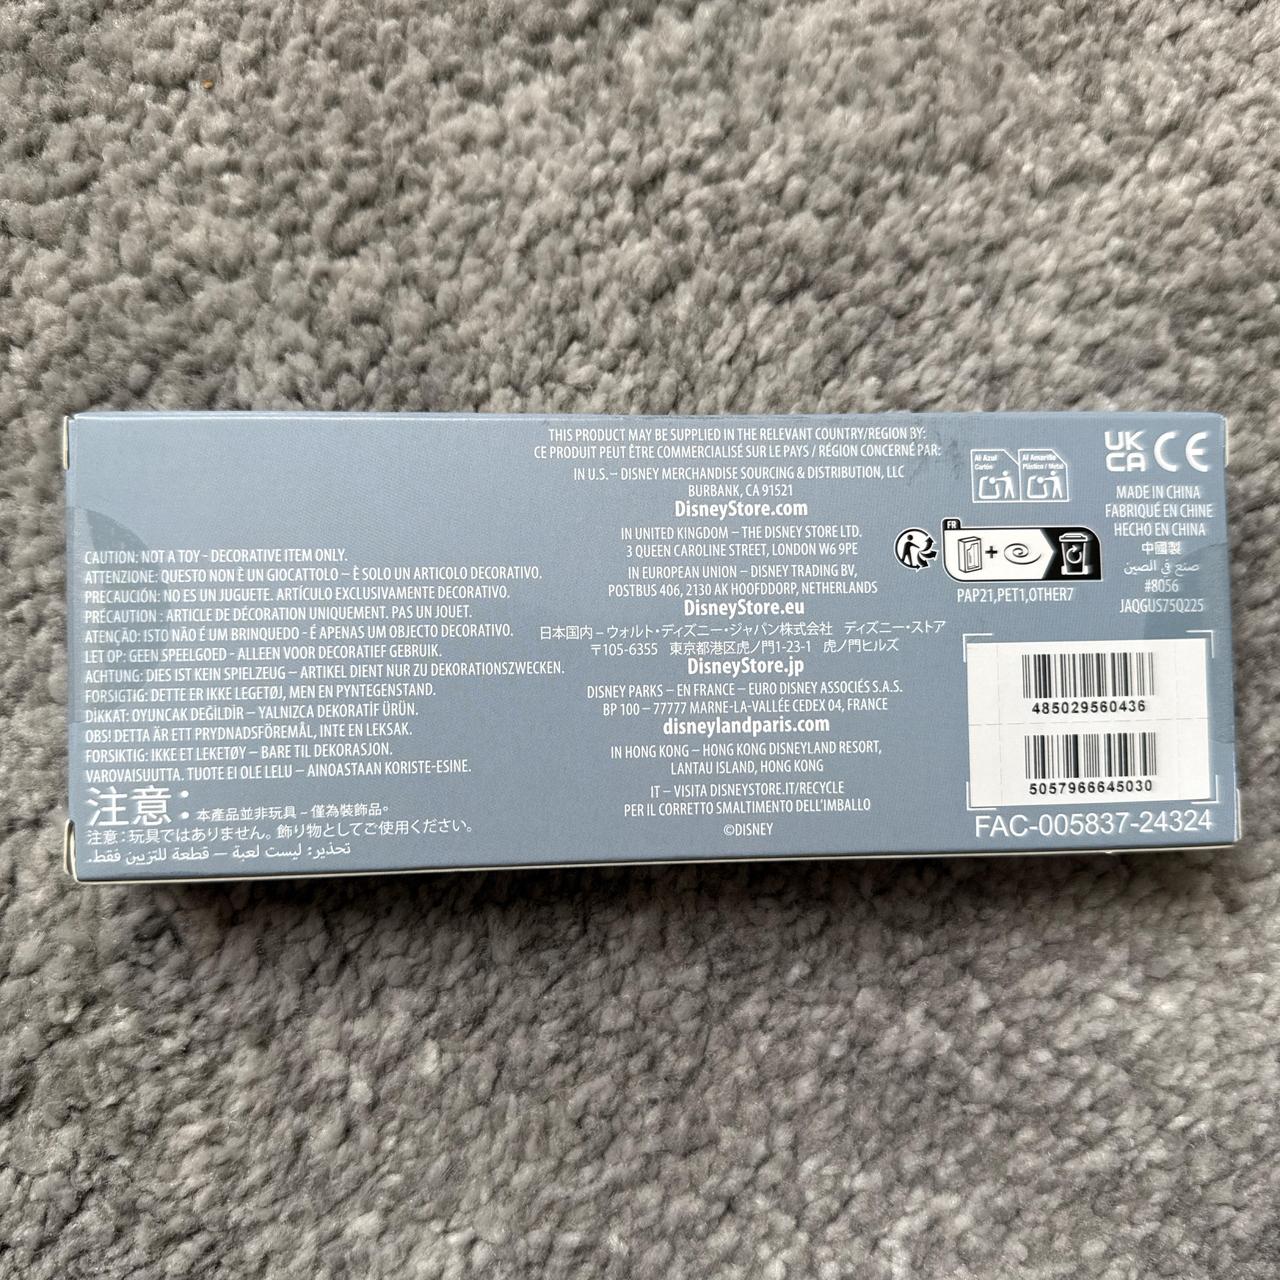 CAUTION: NOT A TOY - DECORATIVE ITEM ONLY.
ATTENZIONE: QUESTO NON È UN GIOCATTOLO – È SOLO UN ARTICOLO DECORATIVO.
PRECAUCIÓN: NO ES UN JUGUETE. ARTÍCULO EXCLUSIVAMENTE DECORATIVO.
PRÉCAUTION : ARTICLE DE DÉCORATION UNIQUEMENT. PAS UN JOUET.
ATENÇÃO: ISTO NÃO É UM BRINQUEDO - É APENAS UM OBJECTO DECORATIVO.
LET OP: GEEN SPEELGOED - ALLEEN VOOR DECORATIEF GEBRUIK.
ACHTUNG: DIES IST KEIN SPIELZEUG – ARTIKEL DIENT NUR ZU DEKORATIONSZWECKEN.
FORSIGTIG: DETTE ER IKKE LEGETØJ, MEN EN PYNTEGENSTAND.
DİKKAT: OYUNCAK DEĞİLDİR – YALNIZCA DEKORATİF ÜRÜN.
OBS! DETTA ÄR ETT PRYDNADSFÖREMÅL, INTE EN LEKSAK.
FORSIKTIG: IKKE ET LEKETØY – BARE TIL DEKORASJON.
VAROVAISUUTTA. TUOTE EI OLE LELU – AINOASTAAN KORISTE-ESINE.
注意: 本產品並非玩具 – 僅為裝飾品。
注意:玩具ではありません。飾り物としてご使用ください。
تحذير: ليست لعبة – قطعة للتزيين فقط.
THIS PRODUCT MAY BE SUPPLIED IN THE RELEVANT COUNTRY/REGION BY:
CE PRODUIT PEUT ÊTRE COMMERCIALISÉ SUR LE PAYS / RÉGION CONCERNÉ PAR:
IN U.S. – DISNEY MERCHANDISE SOURCING & DISTRIBUTION, LLC
BURBANK, CA 91521
DisneyStore.com
IN UNITED KINGDOM – THE DISNEY STORE LTD.
3 QUEEN CAROLINE STREET, LONDON W6 9PE
IN EUROPEAN UNION – DISNEY TRADING BV,
POSTBUS 406, 2130 AK HOOFDDORP, NETHERLANDS
DisneyStore.eu
日本国内 – ウォルト・ディズニー・ジャパン株式会社 ディズニー・ストア
〒105-6355 東京都港区虎ノ門1-23-1 虎ノ門ヒルズ
DisneyStore.jp
DISNEY PARKS – EN FRANCE – EURO DISNEY ASSOCIÉS S.A.S.
BP 100 – 77777 MARNE-LA-VALLÉE CEDEX 04, FRANCE
disneylandparis.com
IN HONG KONG – HONG KONG DISNEYLAND RESORT,
LANTAU ISLAND, HONG KONG
IT – VISITA DISNEYSTORE.IT/RECYCLE
PER IL CORRETTO SMALTIMENTO DELL'IMBALLO
©DISNEY
Al Azul
Cartón
Al Amarillo
Plástico / Metal
FR
+
PAP21,PET1,OTHER7
UK
CA CE
MADE IN CHINA
FABRIQUÉ EN CHINE
HECHO EN CHINA
中國製
صنع في الصين
#8056
JAQGUS75Q225
485029560436
5057966645030
FAC-005837-24324